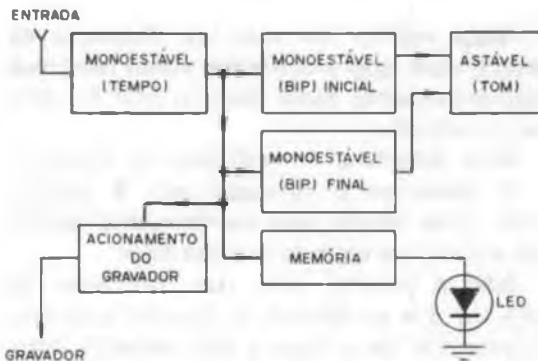 ENTRADA
MONOESTÁVEL
(TEMPO)
MONOESTÁVEL
(BIP) INICIAL
ASTÁVEL
(TOM)
MONOESTÁVEL
(BIP) FINAL
ACIONAMENTO
DO
GRAVADOR
MEMÓRIA
LED
GRAVADOR